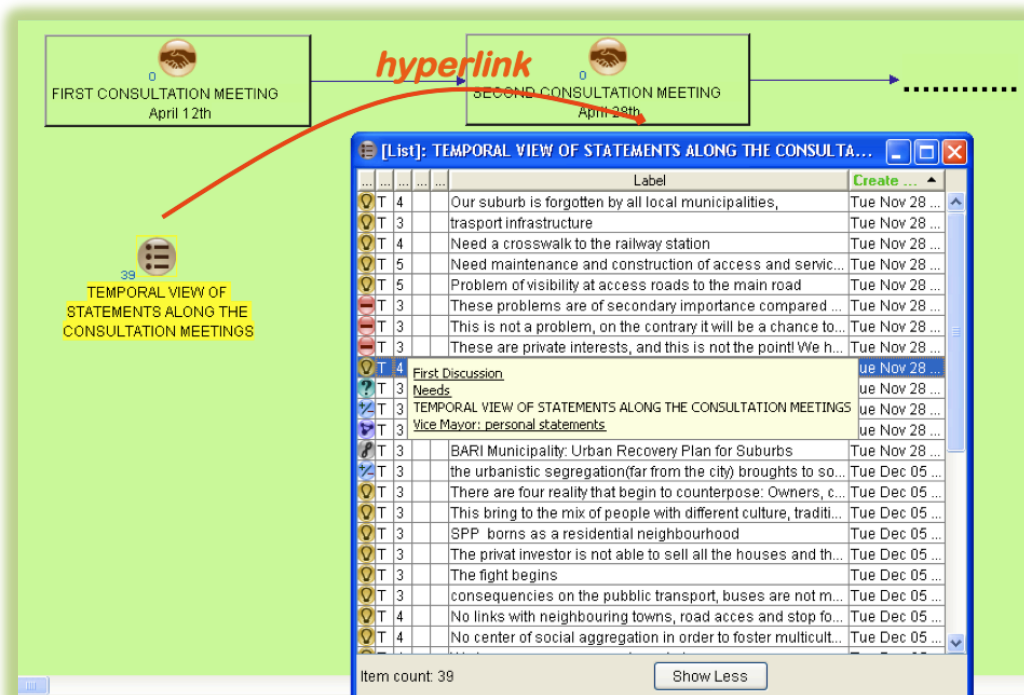 hyperlink
0
FIRST CONSULTATION MEETING
April 12th
0
SECOND CONSULTATION MEETING
April 28th
39
TEMPORAL VIEW OF
STATEMENTS ALONG THE
CONSULTATION MEETINGS
[List]: TEMPORAL VIEW OF STATEMENTS ALONG THE CONSULTA...
... ... ... ... ... Label Create ...
T 4 Our suburb is forgotten by all local municipalities, Tue Nov 28 ...
T 3 trasport infrastructure Tue Nov 28 ...
T 4 Need a crosswalk to the railway station Tue Nov 28 ...
T 5 Need maintenance and construction of access and servic... Tue Nov 28 ...
T 5 Problem of visibility at access roads to the main road Tue Nov 28 ...
T 3 These problems are of secondary importance compared ... Tue Nov 28 ...
T 3 This is not a problem, on the contrary it will be a chance to... Tue Nov 28 ...
T 3 These are private interests, and this is not the point! We h... Tue Nov 28 ...
T 4 First Discussion ue Nov 28 ...
? T 3 Needs ue Nov 28 ...
T 3 TEMPORAL VIEW OF STATEMENTS ALONG THE CONSULTATION MEETINGS ue Nov 28 ...
T 3 Vice Mayor: personal statements ue Nov 28 ...
T 3 BARI Municipality: Urban Recovery Plan for Suburbs Tue Nov 28 ...
T 3 the urbanistic segregation(far from the city) broughts to so... Tue Dec 05 ...
T 3 There are four reality that begin to counterpose: Owners, c... Tue Dec 05 ...
T 3 This bring to the mix of people with different culture, traditi... Tue Dec 05 ...
T 3 SPP borns as a residential neighbourhood Tue Dec 05 ...
T 3 The privat investor is not able to sell all the houses and th... Tue Dec 05 ...
T 3 The fight begins Tue Dec 05 ...
T 3 consequencies on the pubblic transport, buses are not m... Tue Dec 05 ...
T 4 No links with neighbouring towns, road acces and stop fo... Tue Dec 05 ...
T 4 No center of social aggregation in order to foster multicult... Tue Dec 05 ...
Item count: 39
Show Less